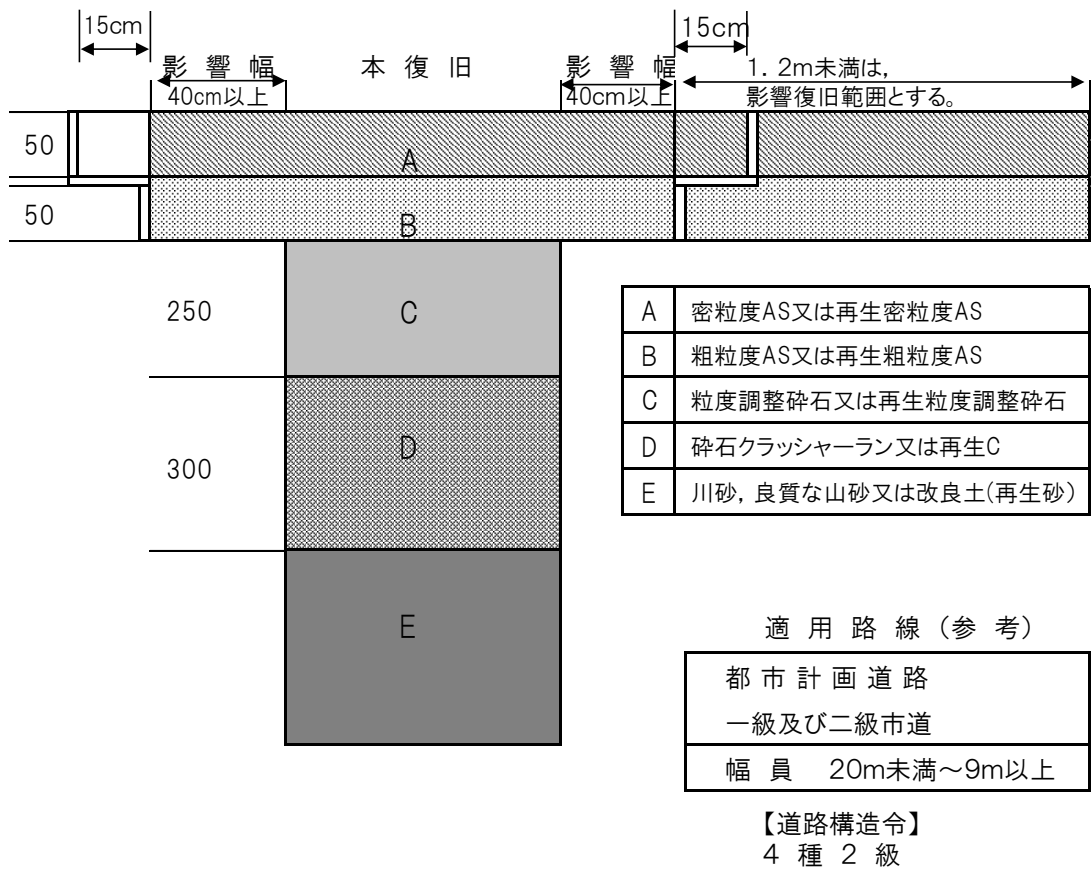 15cm
15cm
影 響 幅
本 復 旧
影 響 幅
1．2m未満は，
40cm以上
40cm以上
影響復旧範囲とする。
50
A
50
B
250
C
300
D
E
A 密粒度AS又は再生密粒度AS
B 粗粒度AS又は再生粗粒度AS
C 粒度調整砕石又は再生粒度調整砕石
D 砕石クラッシャーラン又は再生C
E 川砂，良質な山砂又は改良土(再生砂)
適 用 路 線 （参 考）
都 市 計 画 道 路
一級及び二級市道
幅 員 20m未満～9m以上
【道路構造令】
４ 種 ２ 級